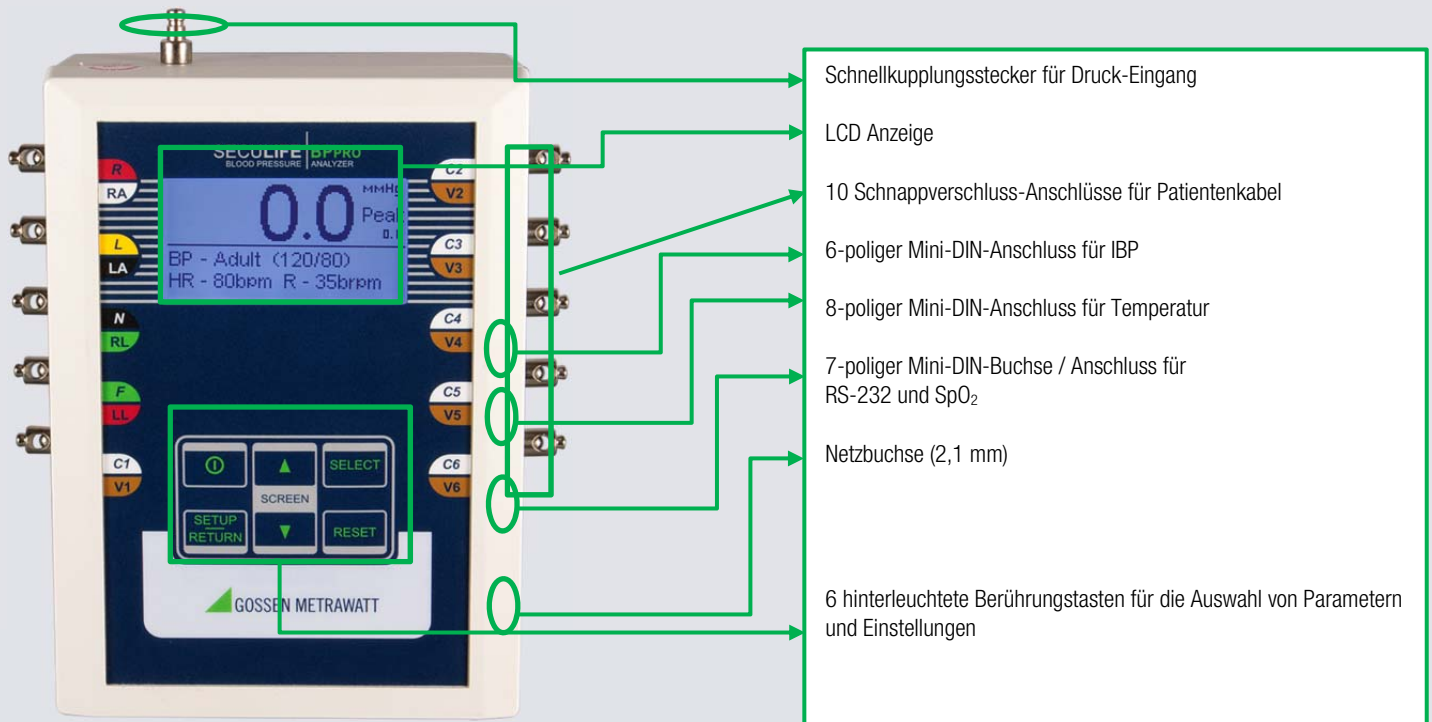 SECULIFE BPPRO
BLOOD PRESSURE ANALYZER
0.0
Peak
BP - Adult (120/80)
HR - 80bpm R - 35brpm
R
RA
L
LA
N
RL
F
LL
C1
V1
C2
V2
C3
V3
C4
V4
C5
V5
C6
V6
SELECT
SCREEN
SETUP
RETURN
RESET
GOSSEN METRAWATT
Schnellkupplungsstecker für Druck-Eingang
LCD Anzeige
10 Schnappverschluss-Anschlüsse für Patientenkabel
6-poliger Mini-DIN-Anschluss für IBP
8-poliger Mini-DIN-Anschluss für Temperatur
7-poliger Mini-DIN-Buchse / Anschluss für
RS-232 und SpO₂
Netzbuchse (2,1 mm)
6 hinterleuchtete Berührungstasten für die Auswahl von Parametern
und Einstellungen